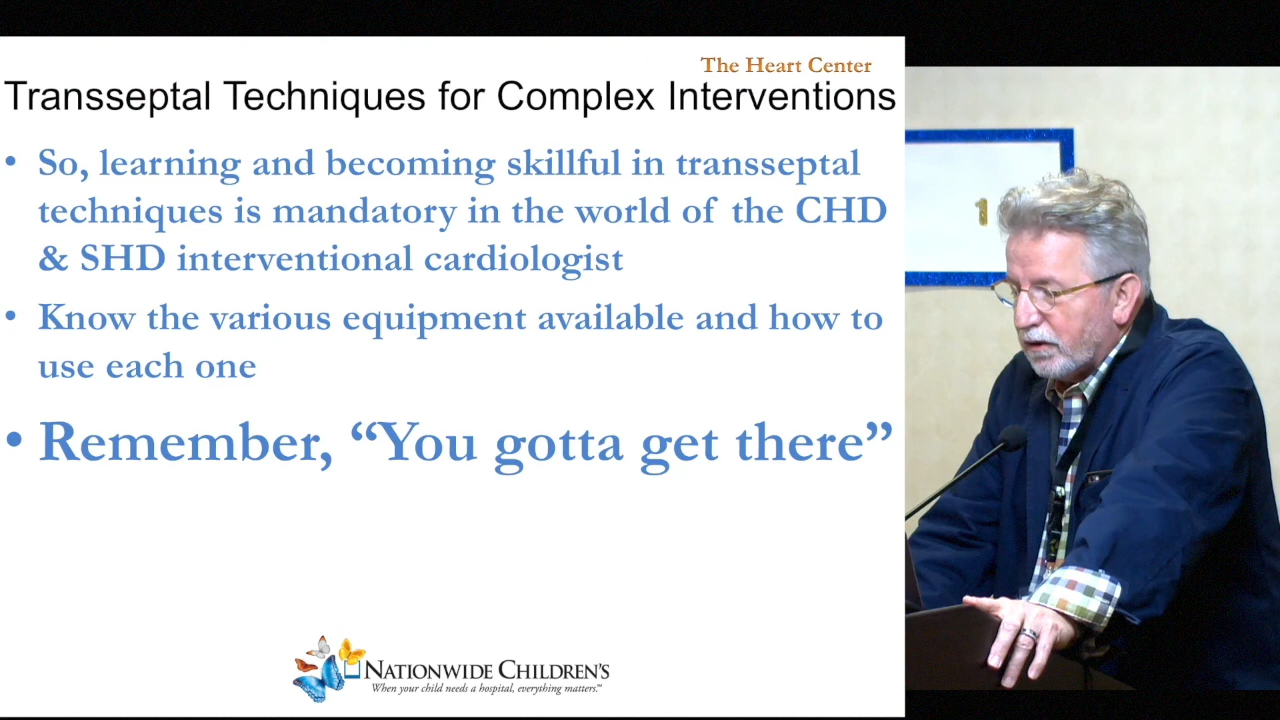 The Heart Center
Transseptal Techniques for Complex Interventions
• So, learning and becoming skillful in transseptal
techniques is mandatory in the world of the CHD
& SHD interventional cardiologist
• Know the various equipment available and how to
use each one
• Remember, “You gotta get there”
NATIONWIDE CHILDREN'S
When your child needs a hospital, everything matters.™
1